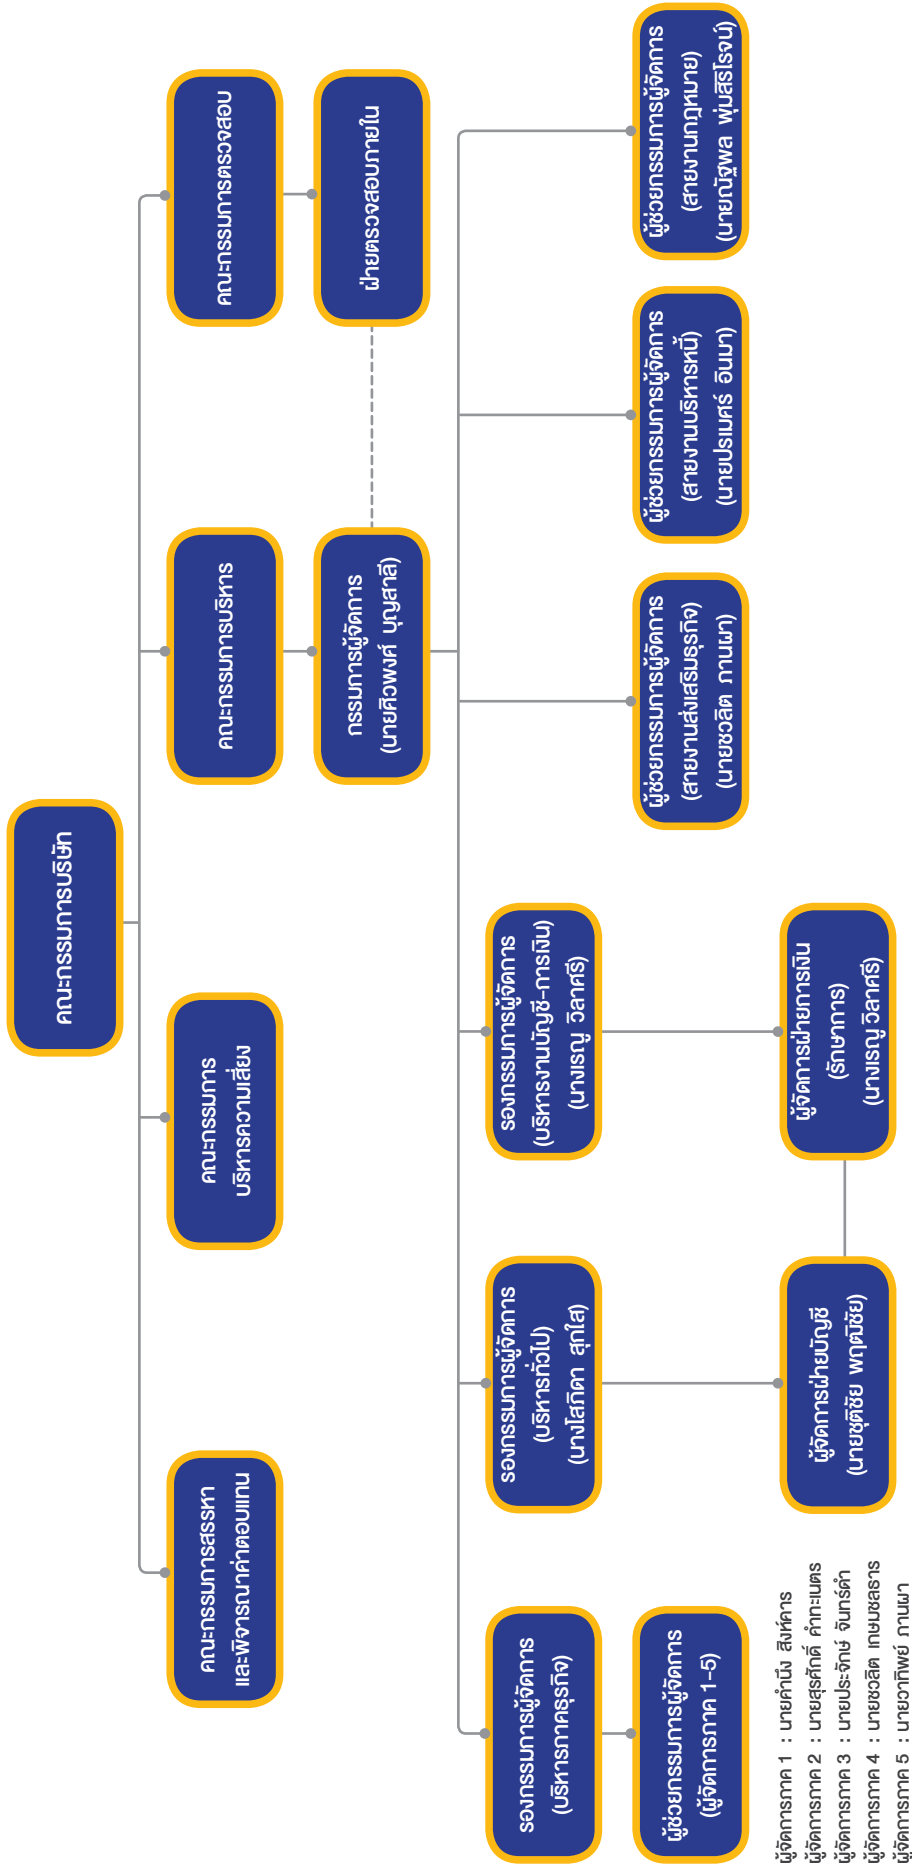 คณะกรรมการบริษัท
คณะกรรมการสรรหา
และพิจารณาค่าตอบแทน
คณะกรรมการ
บริหารความเสี่ยง
คณะกรรมการบริหาร
คณะกรรมการตรวจสอบ
กรรมการผู้จัดการ
(นายศิวพงศ์ บุญสาลี)
ฝ่ายตรวจสอบภายใน
รองกรรมการผู้จัดการ
(บริหารภาคธุรกิจ)
รองกรรมการผู้จัดการ
(บริหารทั่วไป)
(นางโสภิดา สุกใส)
รองกรรมการผู้จัดการ
(บริหารงานบัญชี-การเงิน)
(นางเรณู วิลาศรี)
ผู้ช่วยกรรมการผู้จัดการ
(ผู้จัดการภาค 1-5)
ผู้ช่วยกรรมการผู้จัดการ
(สายงานส่งเสริมธุรกิจ)
(นายชวลิต ภานผา)
ผู้ช่วยกรรมการผู้จัดการ
(สายงานบริหารหนี้)
(นายปรเมศร์ อินมา)
ผู้ช่วยกรรมการผู้จัดการ
(สายงานกฎหมาย)
(นายณัฐพล พุ่มสิริโรจน์)
ผู้จัดการฝ่ายบัญชี
(นายชุติชัย พฤฒิชัย)
ผู้จัดการฝ่ายการเงิน
(รักษาการ)
(นางเรณู วิลาศรี)
ผู้จัดการภาค 1 : นายคำนึง สิงห์คาร
ผู้จัดการภาค 2 : นายสุรศักดิ์ คำทะเนตร
ผู้จัดการภาค 3 : นายประจักษ์ จันทร์ดำ
ผู้จัดการภาค 4 : นายชวลิต เกษมชลธาร
ผู้จัดการภาค 5 : นายวาทิพย์ ภานผา